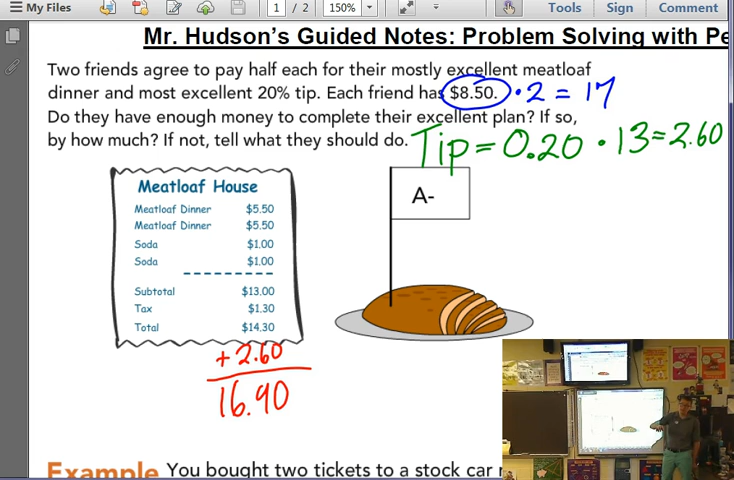 My Files 1 / 2 150% Tools Sign Comment
Mr. Hudson's Guided Notes: Problem Solving with Pe
Two friends agree to pay half each for their mostly excellent meatloaf
dinner and most excellent 20% tip. Each friend has $8.50. • 2 = 17
Do they have enough money to complete their excellent plan? If so,
by how much? If not, tell what they should do.
Tip = 0.20 • 13 = 2.60
A-
Meatloaf House
Meatloaf Dinner $5.50
Meatloaf Dinner $5.50
Soda $1.00
Soda $1.00
Subtotal $13.00
Tax $1.30
Total $14.30
+ 2.60
16.90
Example You bought two tickets to a stock car